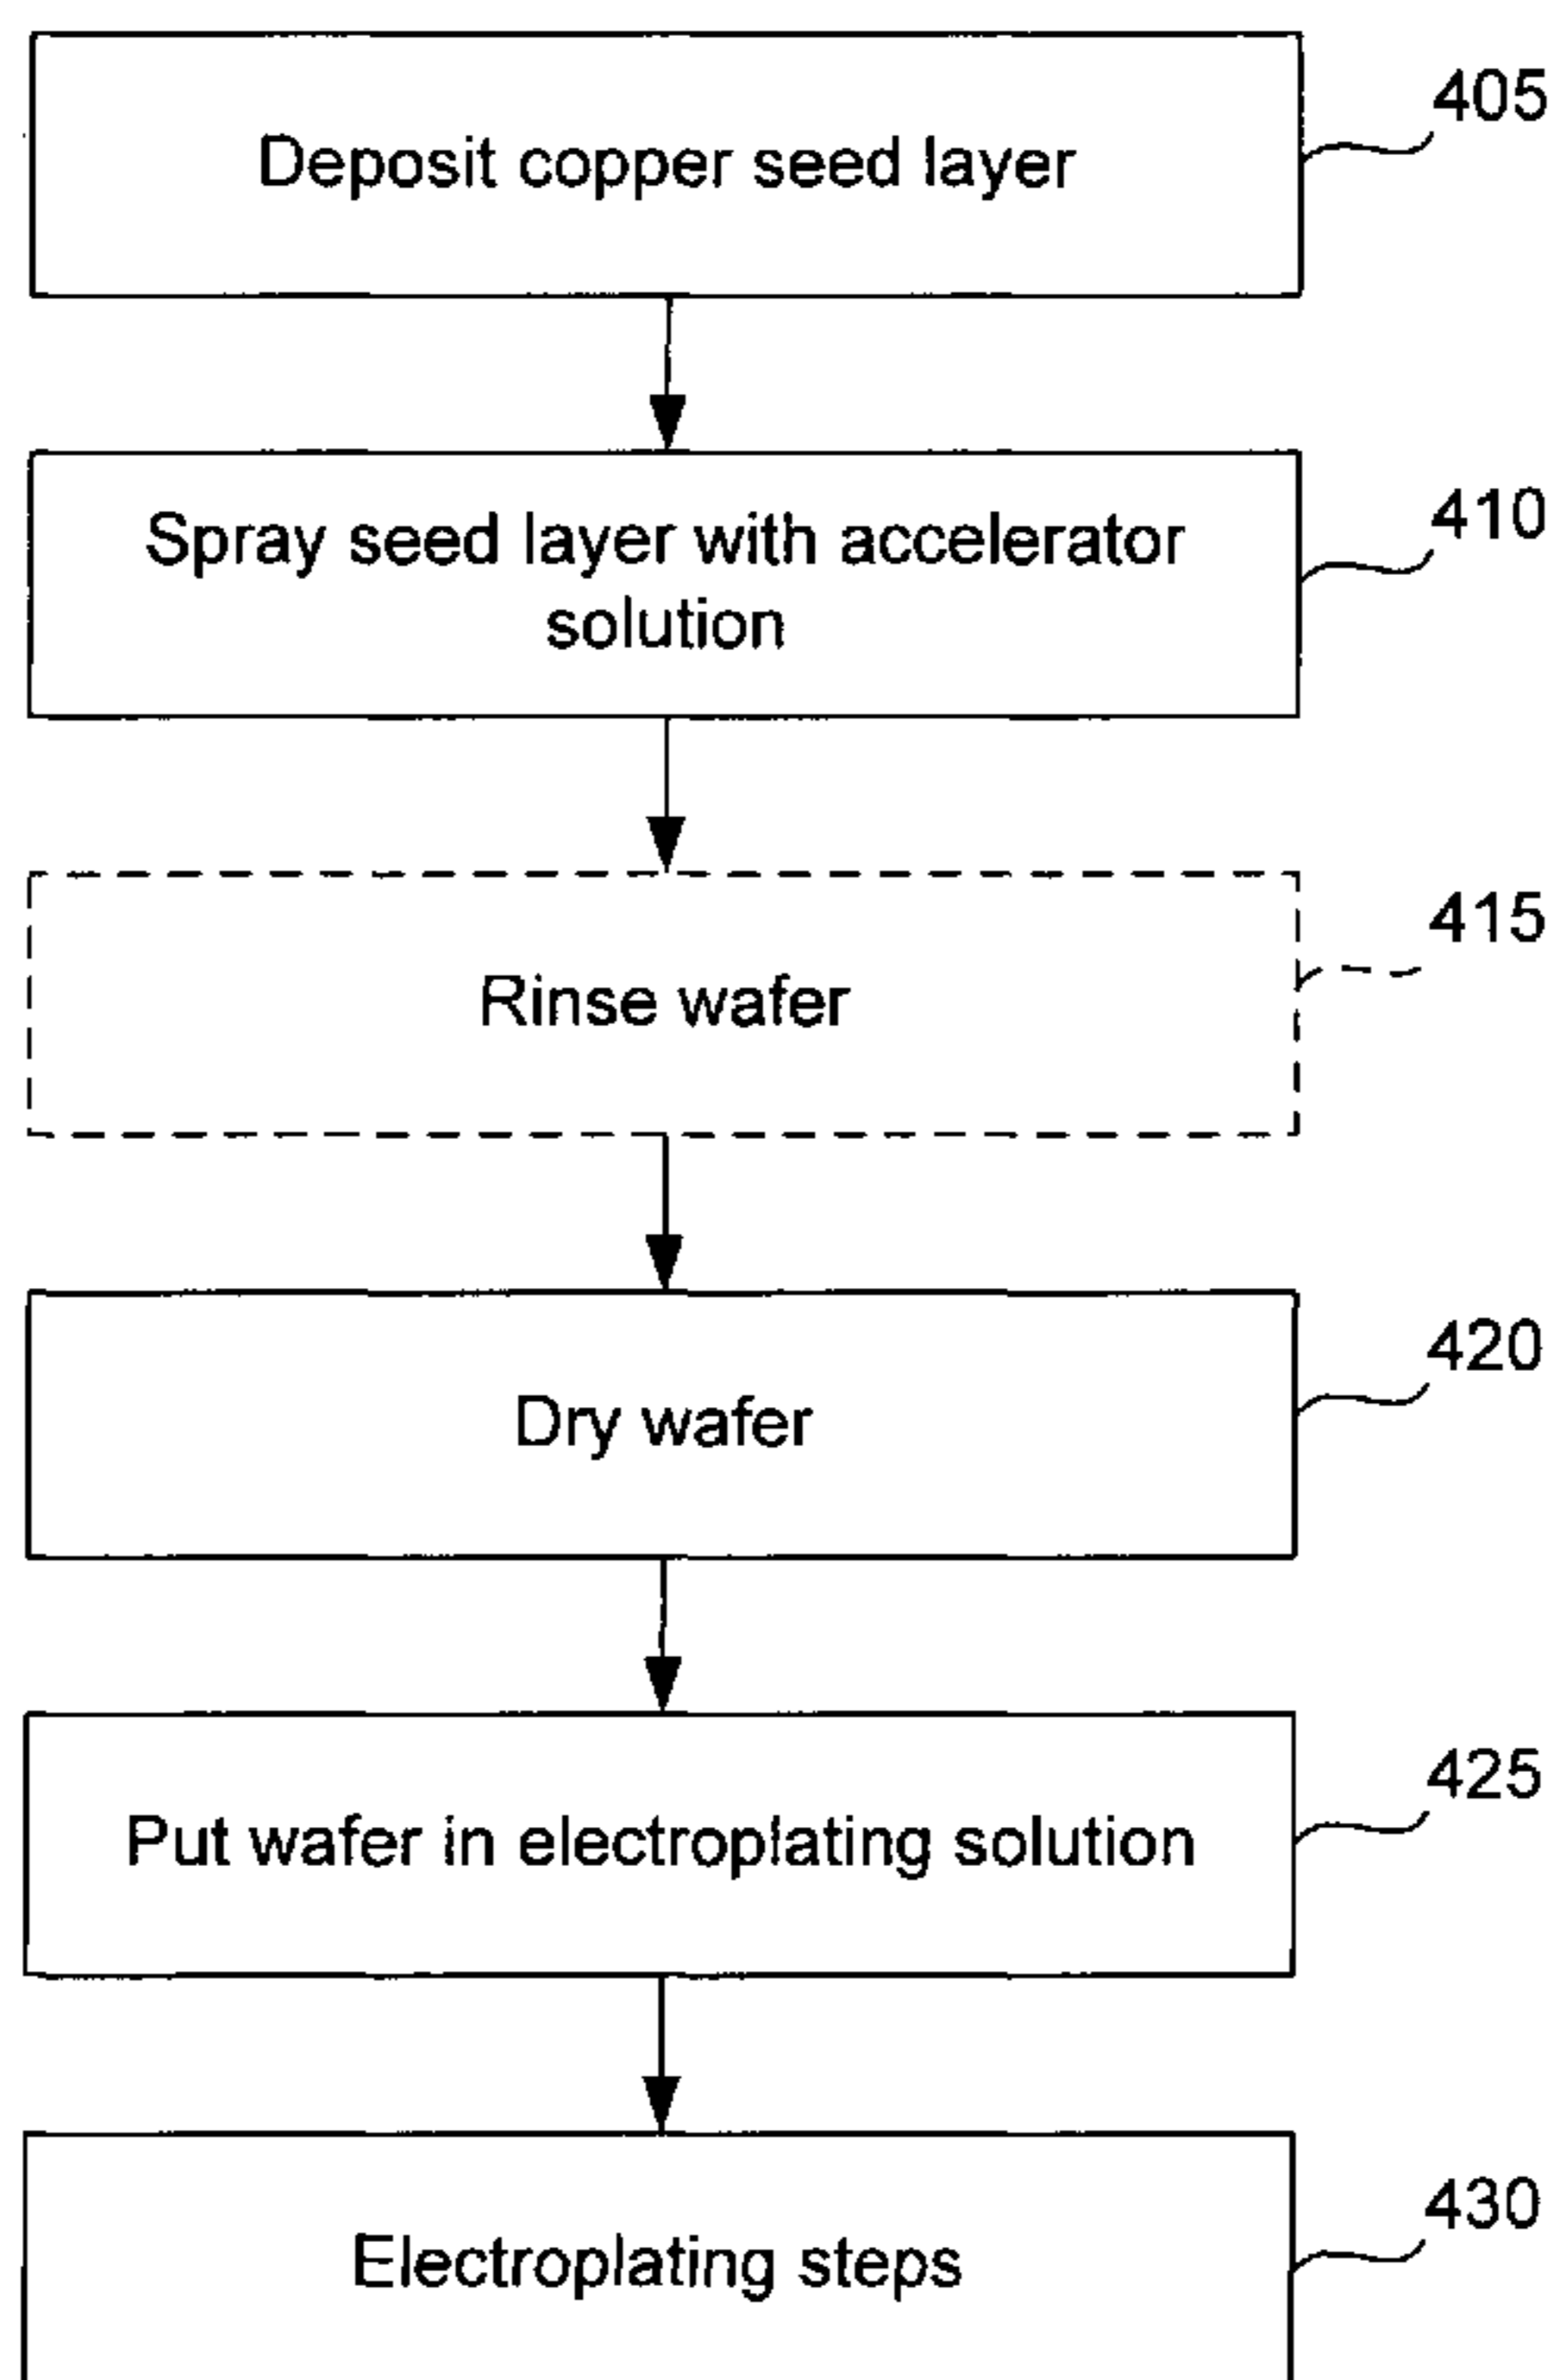 Deposit copper seed layer
405
Spray seed layer with accelerator
solution
410
Rinse wafer
415
Dry wafer
420
Put wafer in electroplating solution
425
Electroplating steps
430